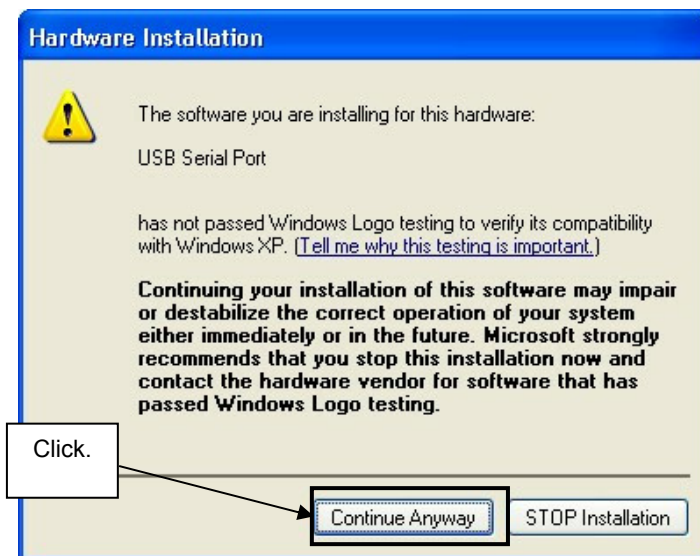 Hardware Installation
The software you are installing for this hardware:
USB Serial Port
has not passed Windows Logo testing to verify its compatibility
with Windows XP. (Tell me why this testing is important.)
Continuing your installation of this software may impair
or destabilize the correct operation of your system
either immediately or in the future. Microsoft strongly
recommends that you stop this installation now and
contact the hardware vendor for software that has
passed Windows Logo testing.
Click.
Continue Anyway
STOP Installation